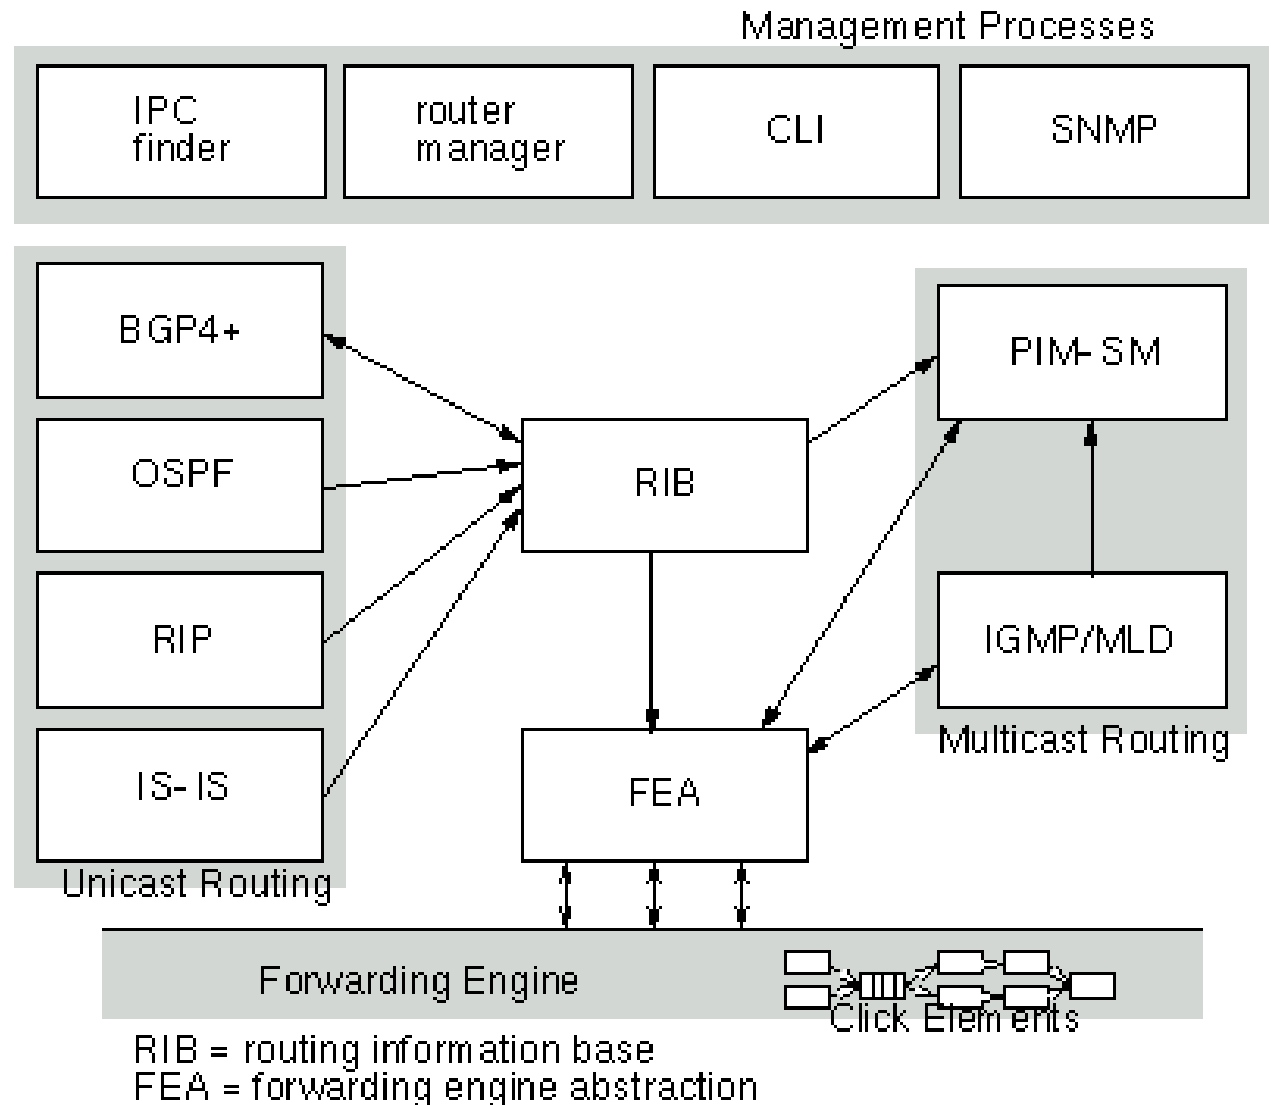 Management Processes
IPC
finder
router
manager
CLI
SNMP
BGP4+
OSPF
RIP
IS-IS
Unicast Routing
RIB
FEA
PIM-SM
IGMP/MLD
Multicast Routing
Forwarding Engine
Click Elements
RIB = routing information base
FEA = forwarding engine abstraction